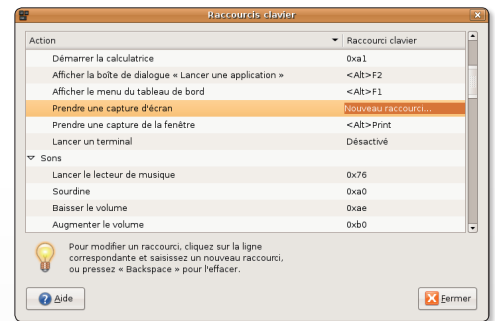 Raccourcis clavier
Action Raccourci clavier
Démarrer la calculatrice 0xa1
Afficher la boîte de dialogue « Lancer une application » <Alt>F2
Afficher le menu du tableau de bord <Alt>F1
Prendre une capture d'écran Nouveau raccourci...
Prendre une capture de la fenêtre <Alt>Print
Lancer un terminal Désactivé
Sons
Lancer le lecteur de musique 0x76
Sourdine 0xa0
Baisser le volume 0xae
Augmenter le volume 0xb0
Pour modifier un raccourci, cliquez sur la ligne
correspondante et saisissez un nouveau raccourci,
ou pressez « Backspace » pour l'effacer.
Aide Fermer